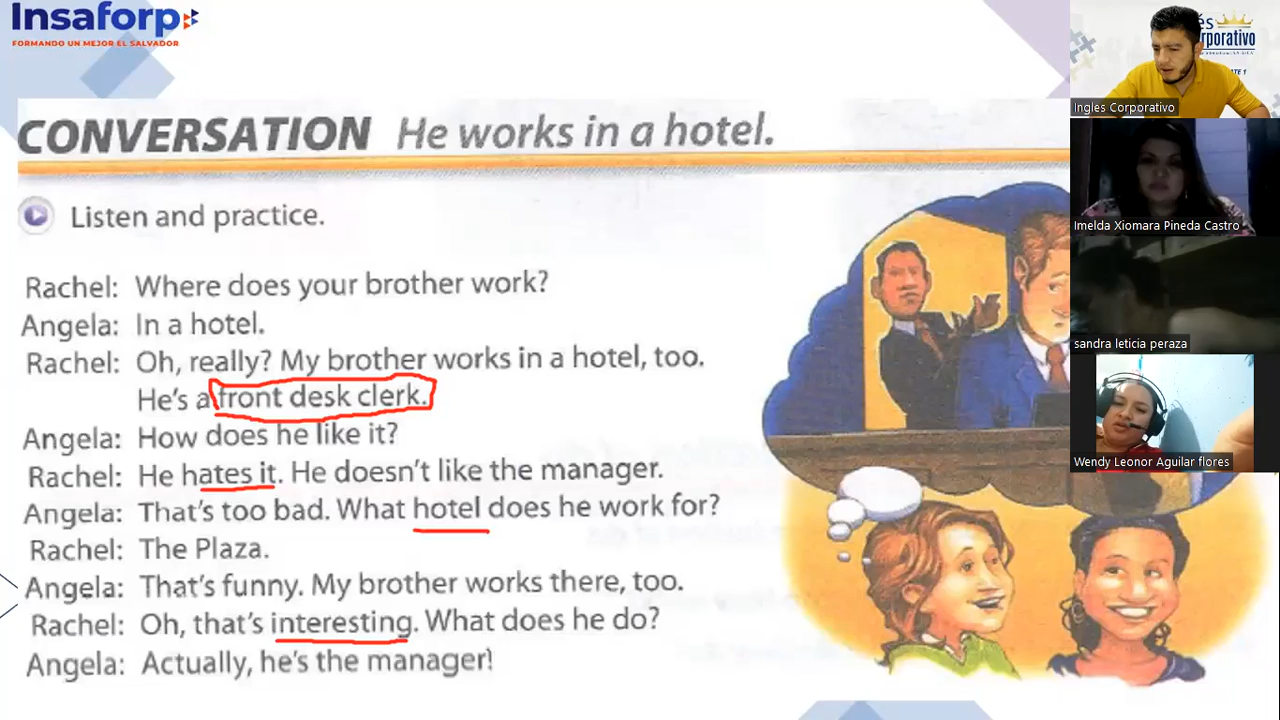 Insaforp
FORMANDO UN MEJOR EL SALVADOR
CONVERSATION He works in a hotel.
Listen and practice.
Rachel: Where does your brother work?
Angela: In a hotel.
Rachel: Oh, really? My brother works in a hotel, too.
He's a front desk clerk.
Angela: How does he like it?
Rachel: He hates it. He doesn't like the manager.
Angela: That's too bad. What hotel does he work for?
Rachel: The Plaza.
Angela: That's funny. My brother works there, too.
Rachel: Oh, that's interesting. What does he do?
Angela: Actually, he's the manager!
Ingles Corporativo
Imelda Xiomara Pineda Castro
sandra leticia peraza
Wendy Leonor Aguilar flores